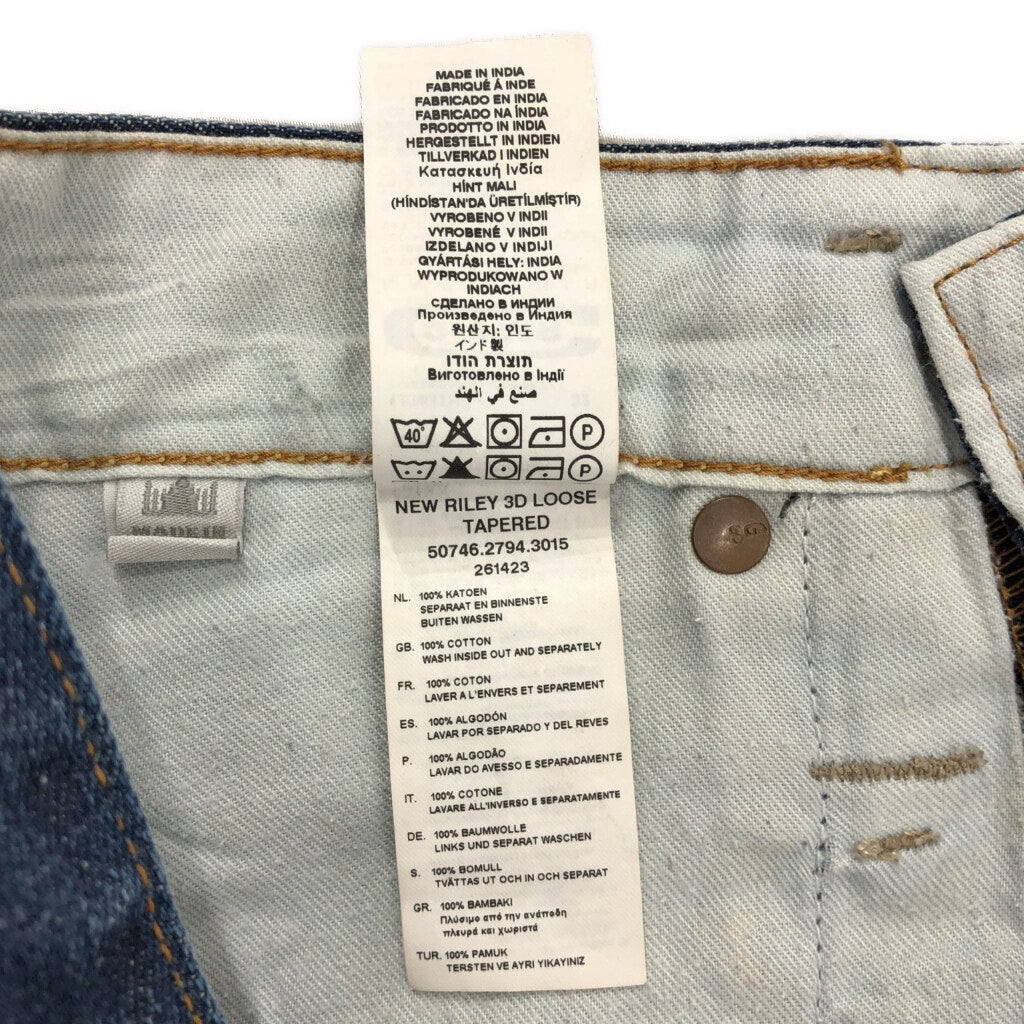 MADE IN INDIA
FABRIQUÉ Á INDE
FABRICADO EN INDIA
FABRICADO NA ÍNDIA
PRODOTTO IN INDIA
HERGESTELLT IN INDIEN
TILLVERKAD I INDIEN
Κατασκευή Ινδία
HİNT MALI
(HİNDİSTAN'DA ÜRETİLMİŞTİR)
VYROBENO V INDII
VYROBENÉ V INDII
IZDELANO V INDIJI
GYÁRTÁSI HELY: INDIA
WYPRODUKOWANO W
INDIACH
СДЕЛАНО В ИНДИИ
Произведено в Индия
원산지: 인도
インド製
תוצרת הודו
Виготовлено в Індії
صنع في الهند
40° P
P
NEW RILEY 3D LOOSE
TAPERED
50746.2794.3015
261423
NL. 100% KATOEN
SEPARAAT EN BINNENSTE
BUITEN WASSEN
GB. 100% COTTON
WASH INSIDE OUT AND SEPARATELY
FR. 100% COTON
LAVER A L'ENVERS ET SEPAREMENT
ES. 100% ALGODÓN
LAVAR POR SEPARADO Y DEL REVES
P. 100% ALGODÃO
LAVAR DO AVESSO E SEPARADAMENTE
IT. 100% COTONE
LAVARE ALL'INVERSO E SEPARATAMENTE
DE. 100% BAUMWOLLE
LINKS UND SEPARAT WASCHEN
S. 100% BOMULL
TVÄTTAS UT OCH IN OCH SEPARAT
GR. 100% BAMBAKI
Πλύσιμο από την ανάποδη
πλευρά και χωριστά
TUR. 100% PAMUK
TERSTEN VE AYRI YIKAYINIZ
MADE IN